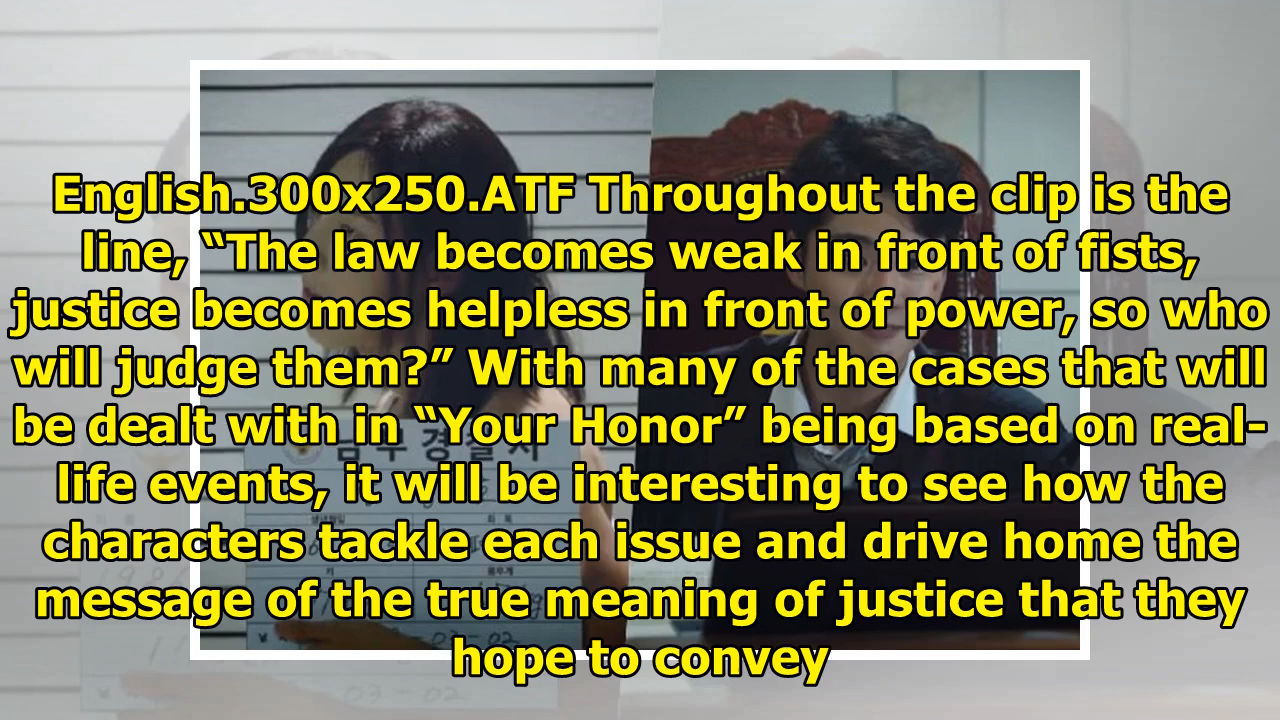 English.300x250.ATF Throughout the clip is the
line, “The law becomes weak in front of fists,
justice becomes helpless in front of power, so who
will judge them?” With many of the cases that will
be dealt with in “Your Honor” being based on real-
life events, it will be interesting to see how the
characters tackle each issue and drive home the
message of the true meaning of justice that they
hope to convey